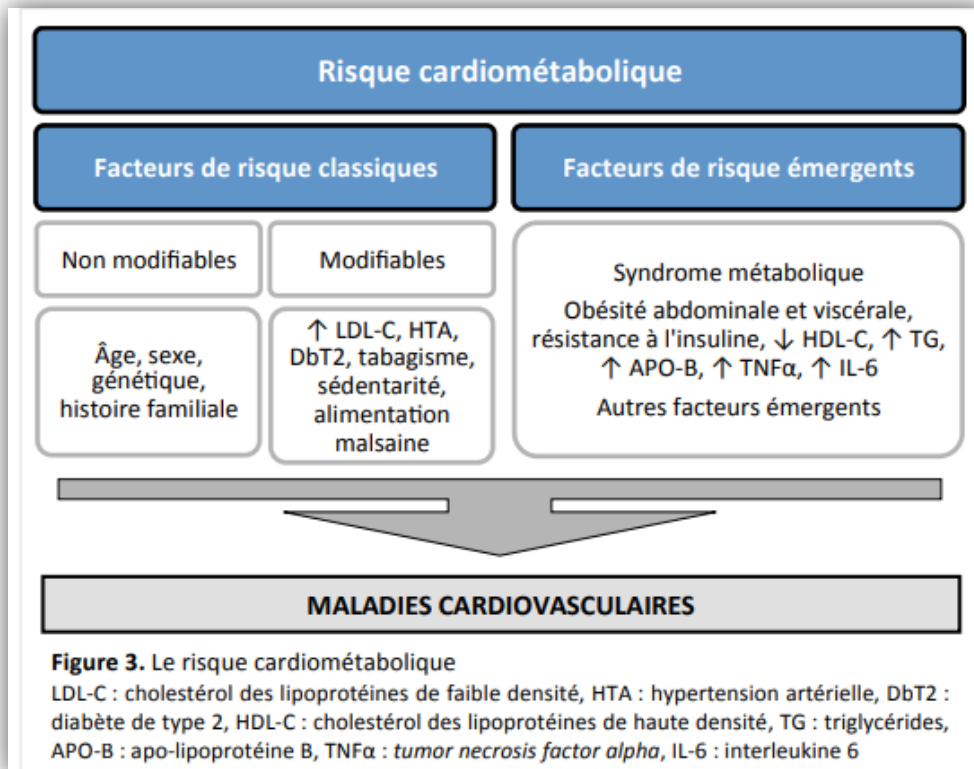 Risque cardiométabolique
Facteurs de risque classiques
Facteurs de risque émergents
Non modifiables
Modifiables
Âge, sexe,
génétique,
histoire familiale
↑ LDL-C, HTA,
DbT2, tabagisme,
sédentarité,
alimentation
malsaine
Syndrome métabolique
Obésité abdominale et viscérale,
résistance à l'insuline, ↓ HDL-C, ↑ TG,
↑ APO-B, ↑ TNFα, ↑ IL-6
Autres facteurs émergents
MALADIES CARDIOVASCULAIRES
Figure 3. Le risque cardiométabolique
LDL-C : cholestérol des lipoprotéines de faible densité, HTA : hypertension artérielle, DbT2 :
diabète de type 2, HDL-C : cholestérol des lipoprotéines de haute densité, TG : triglycérides,
APO-B : apo-lipoprotéine B, TNFα : tumor necrosis factor alpha, IL-6 : interleukine 6